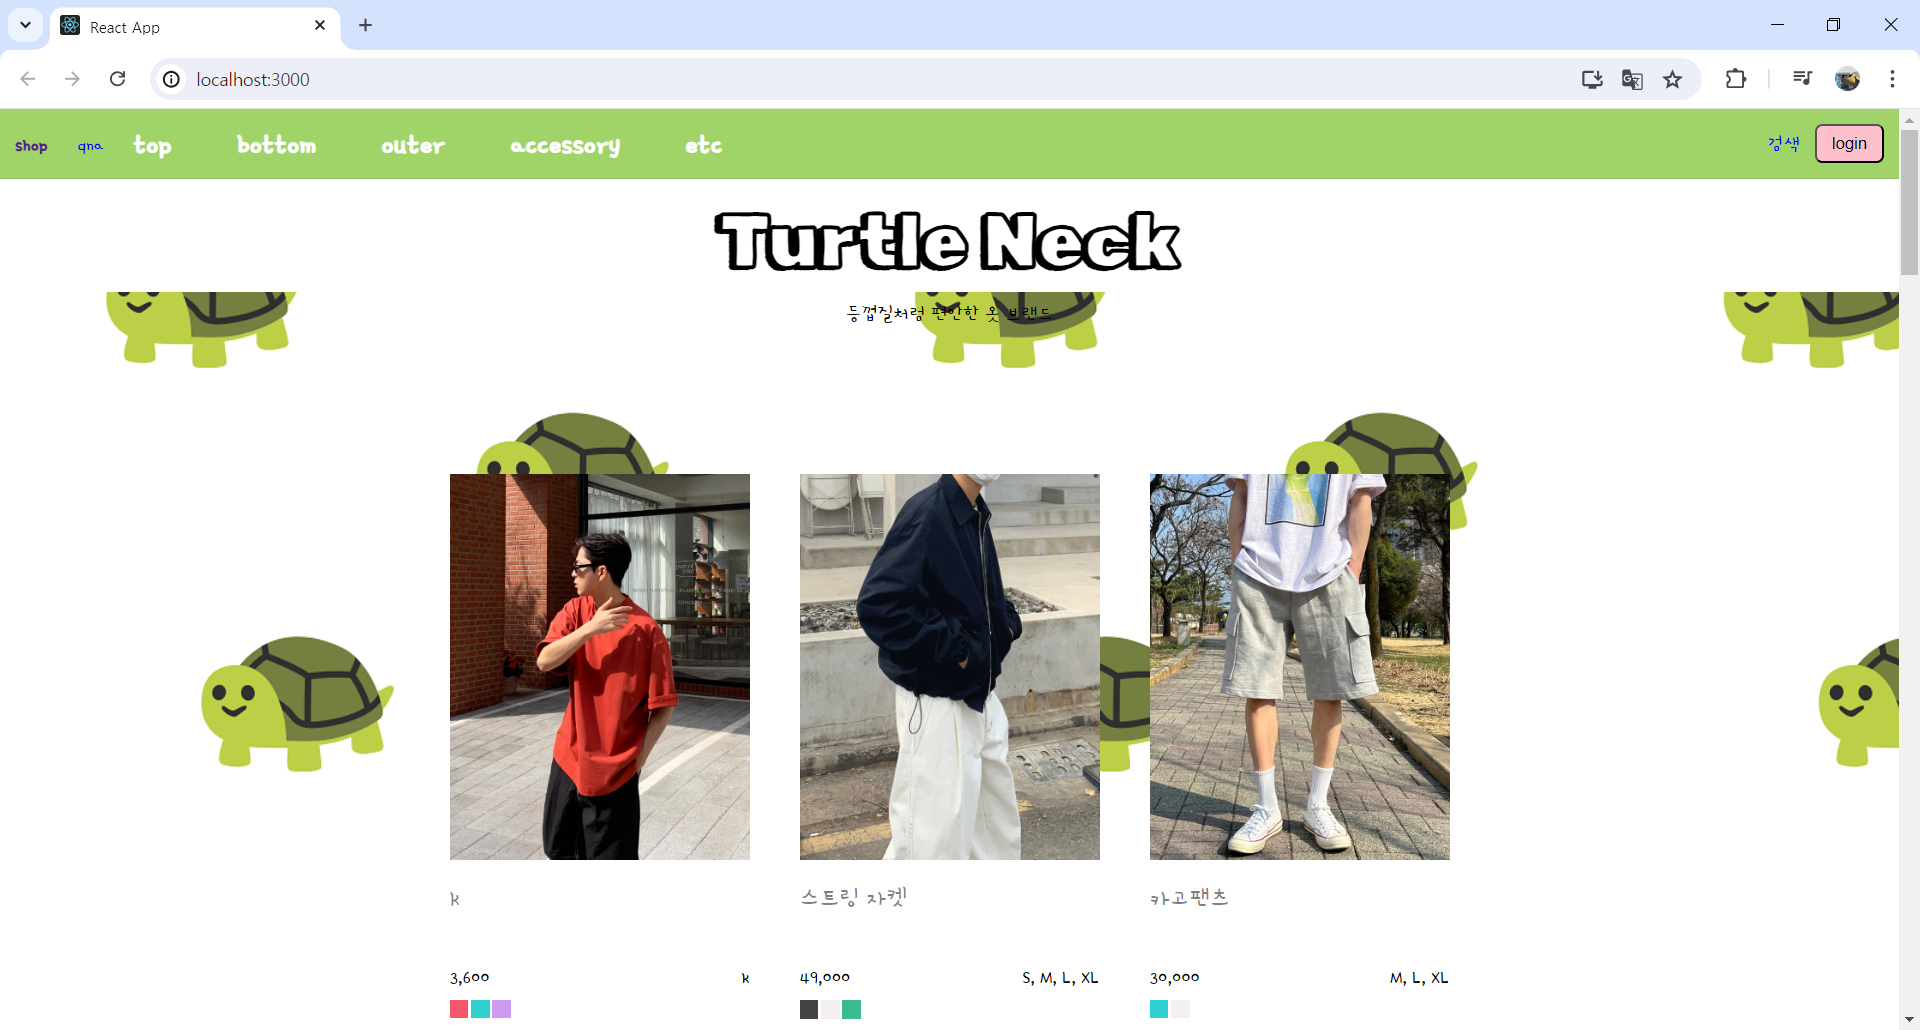 React App
localhost:3000
shop qna top bottom outer accessory etc 검색 login
Turtle Neck
등껍질처럼 편안한 옷 브랜드
k 스트링 자켓 카고팬츠
3,600 k 49,000 S, M, L, XL 30,000 M, L, XL